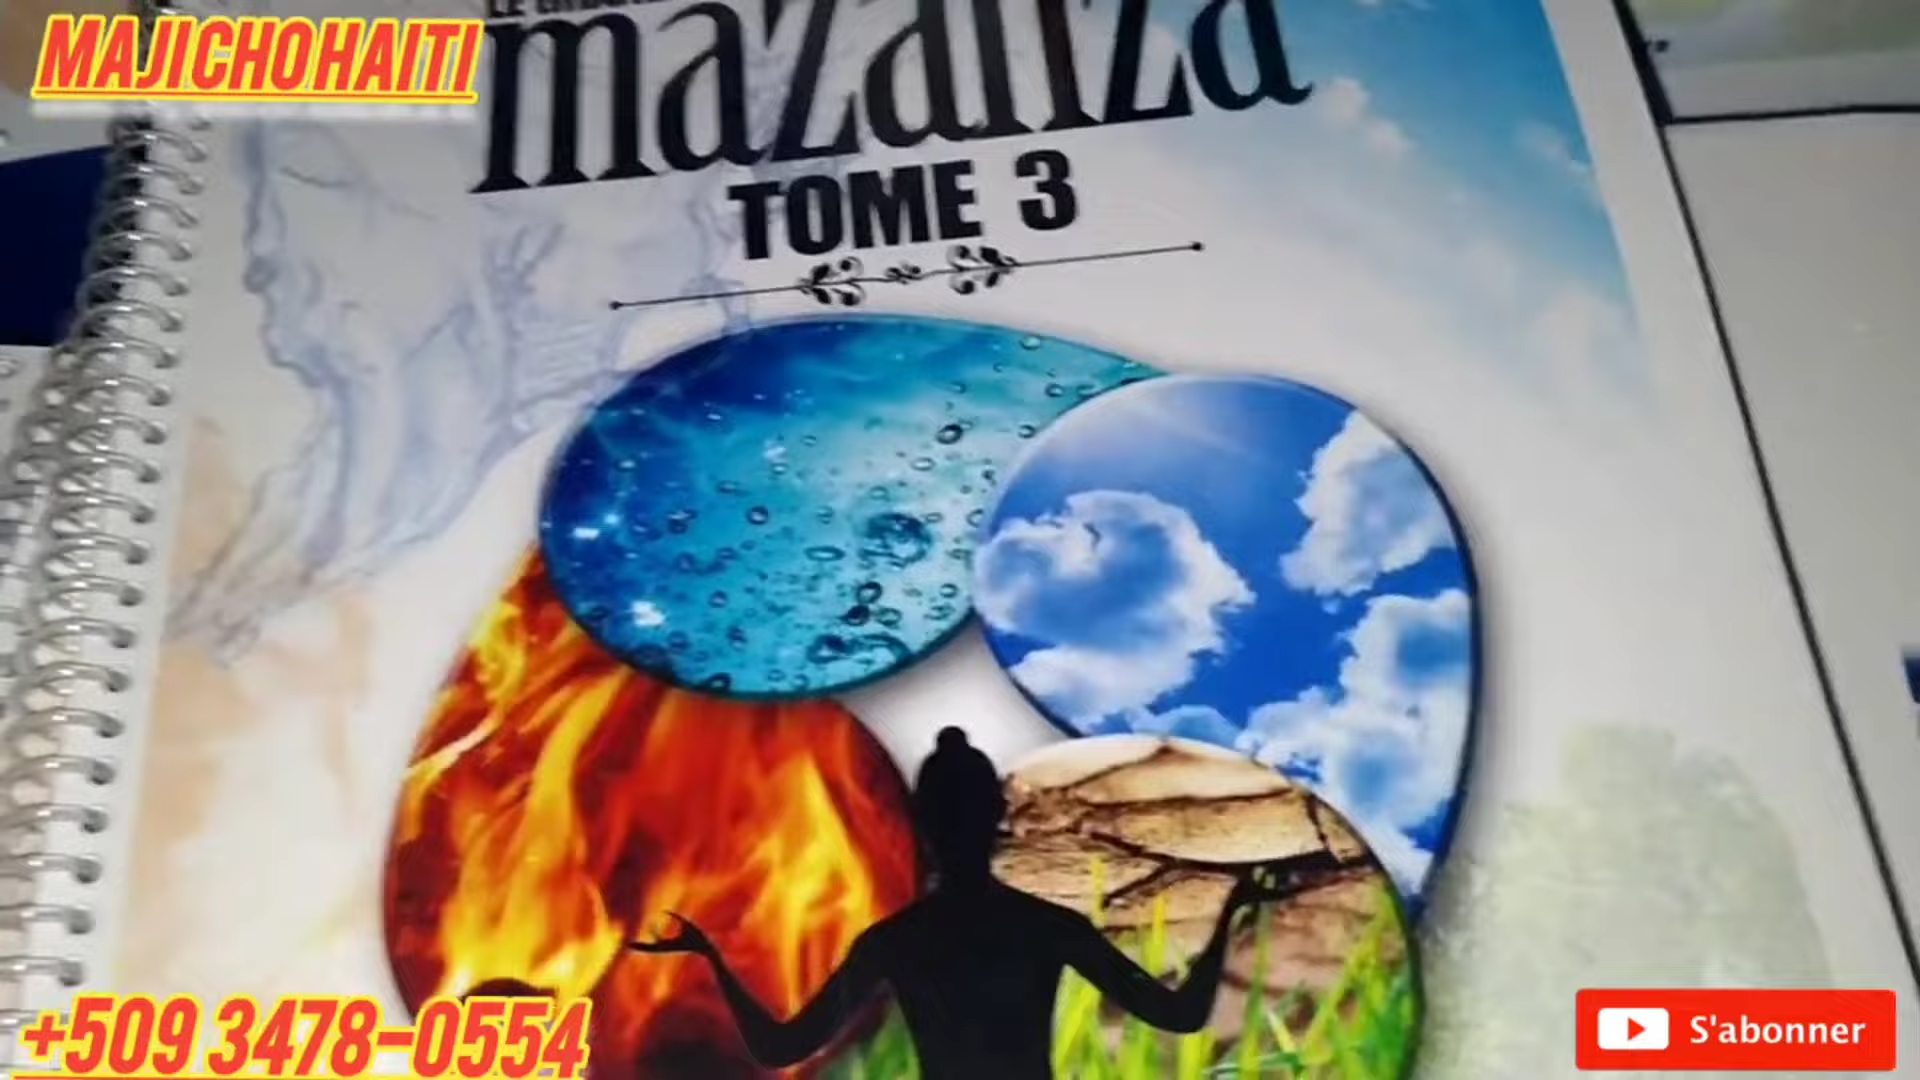 MAJICHOHAITI
mazanza
TOME 3
+509 3478-0554
S'abonner